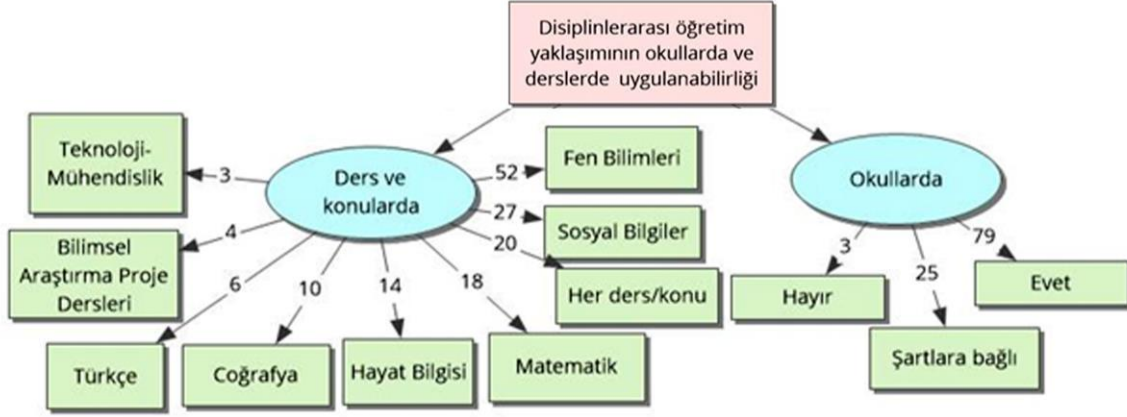 Disiplinlerarası öğretim
yaklaşımının okullarda ve
derslerde uygulanabilirliği
Ders ve
konularda
Okullarda
Teknoloji-
Mühendislik
3
Bilimsel
Araştırma Proje
Dersleri
4
Türkçe
6
Coğrafya
10
Hayat Bilgisi
14
Matematik
18
Her ders/konu
20
Sosyal Bilgiler
27
Fen Bilimleri
52
Hayır
3
Şartlara bağlı
25
Evet
79